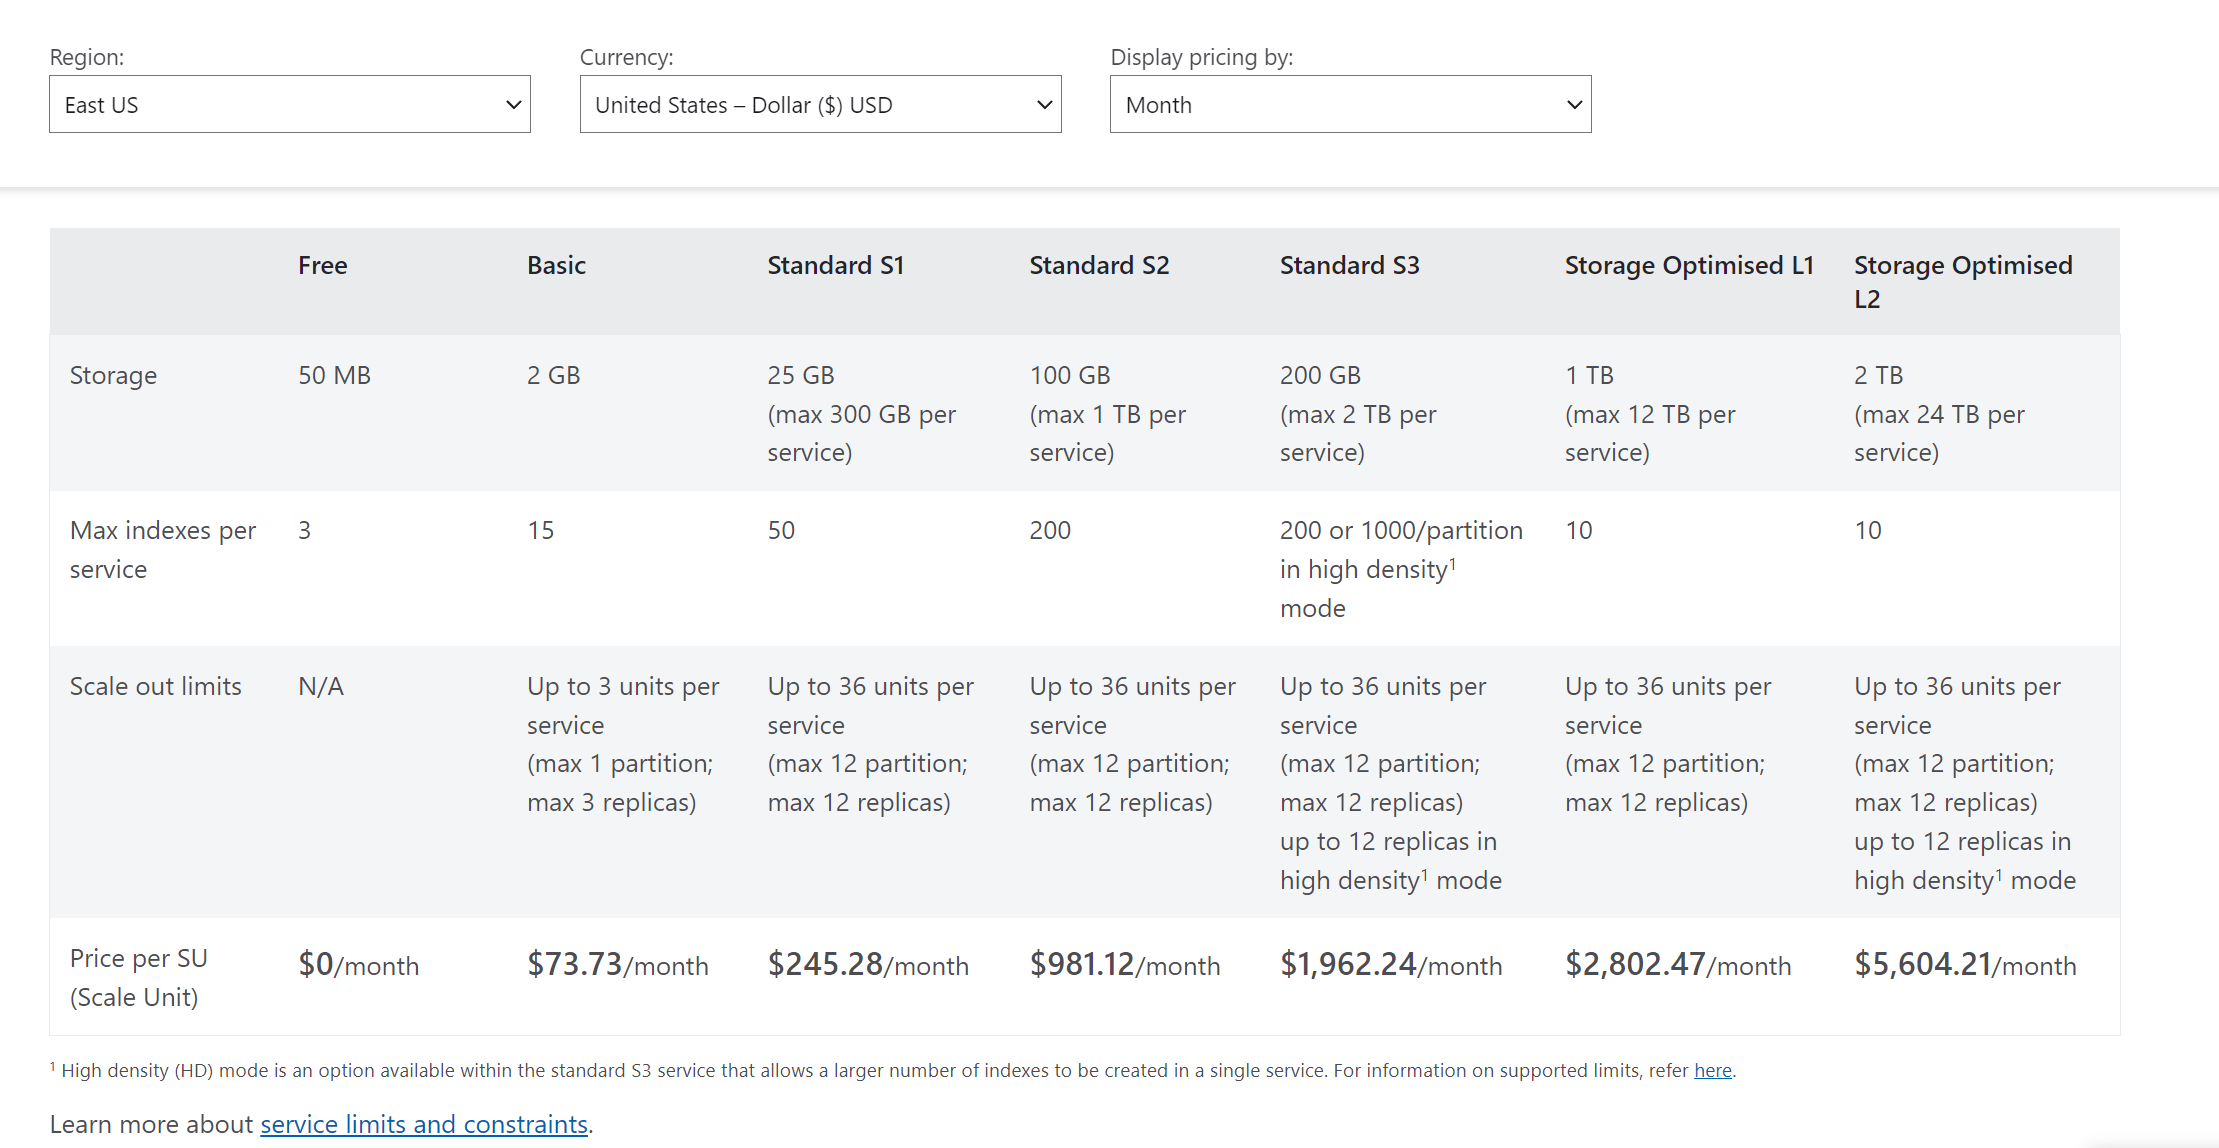 Region:
Currency:
Display pricing by:
East US
United States – Dollar ($) USD
Month
Free
Basic
Standard S1
Standard S2
Standard S3
Storage Optimised L1
Storage Optimised
L2
Storage
50 MB
2 GB
25 GB
(max 300 GB per
service)
100 GB
(max 1 TB per
service)
200 GB
(max 2 TB per
service)
1 TB
(max 12 TB per
service)
2 TB
(max 24 TB per
service)
Max indexes per
service
3
15
50
200
200 or 1000/partition
in high density¹
mode
10
10
Scale out limits
N/A
Up to 3 units per
service
(max 1 partition;
max 3 replicas)
Up to 36 units per
service
(max 12 partition;
max 12 replicas)
Up to 36 units per
service
(max 12 partition;
max 12 replicas)
Up to 36 units per
service
(max 12 partition;
max 12 replicas)
up to 12 replicas in
high density¹ mode
Up to 36 units per
service
(max 12 partition;
max 12 replicas)
Up to 36 units per
service
(max 12 partition;
max 12 replicas)
up to 12 replicas in
high density¹ mode
Price per SU
(Scale Unit)
$0/month
$73.73/month
$245.28/month
$981.12/month
$1,962.24/month
$2,802.47/month
$5,604.21/month
¹ High density (HD) mode is an option available within the standard S3 service that allows a larger number of indexes to be created in a single service. For information on supported limits, refer here.
Learn more about service limits and constraints.